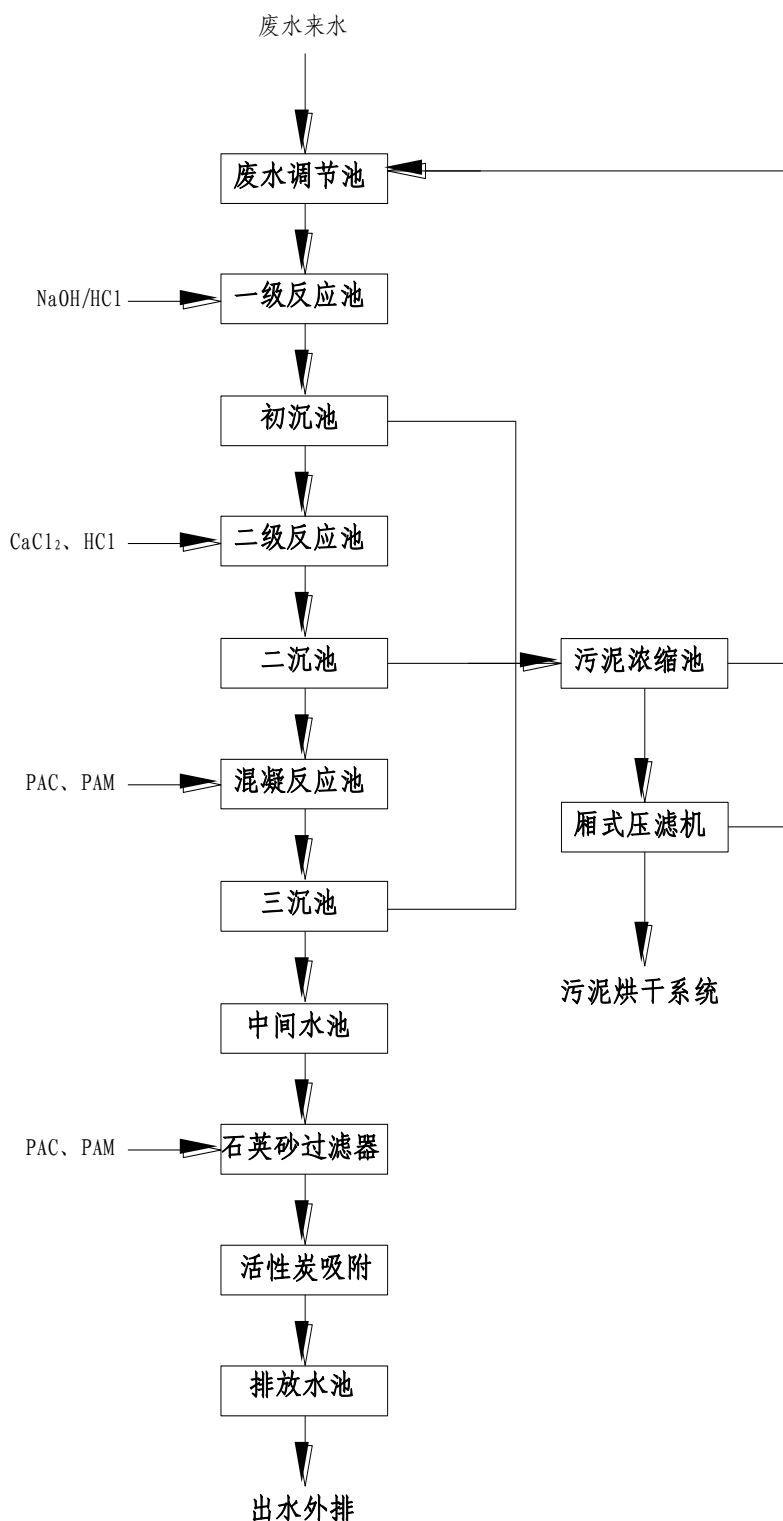 废水来水
废水调节池
NaOH/HCl
一级反应池
初沉池
CaCl₂、HCl
二级反应池
二沉池
污泥浓缩池
PAC、PAM
混凝反应池
厢式压滤机
三沉池
污泥烘干系统
中间水池
PAC、PAM
石英砂过滤器
活性炭吸附
排放水池
出水外排